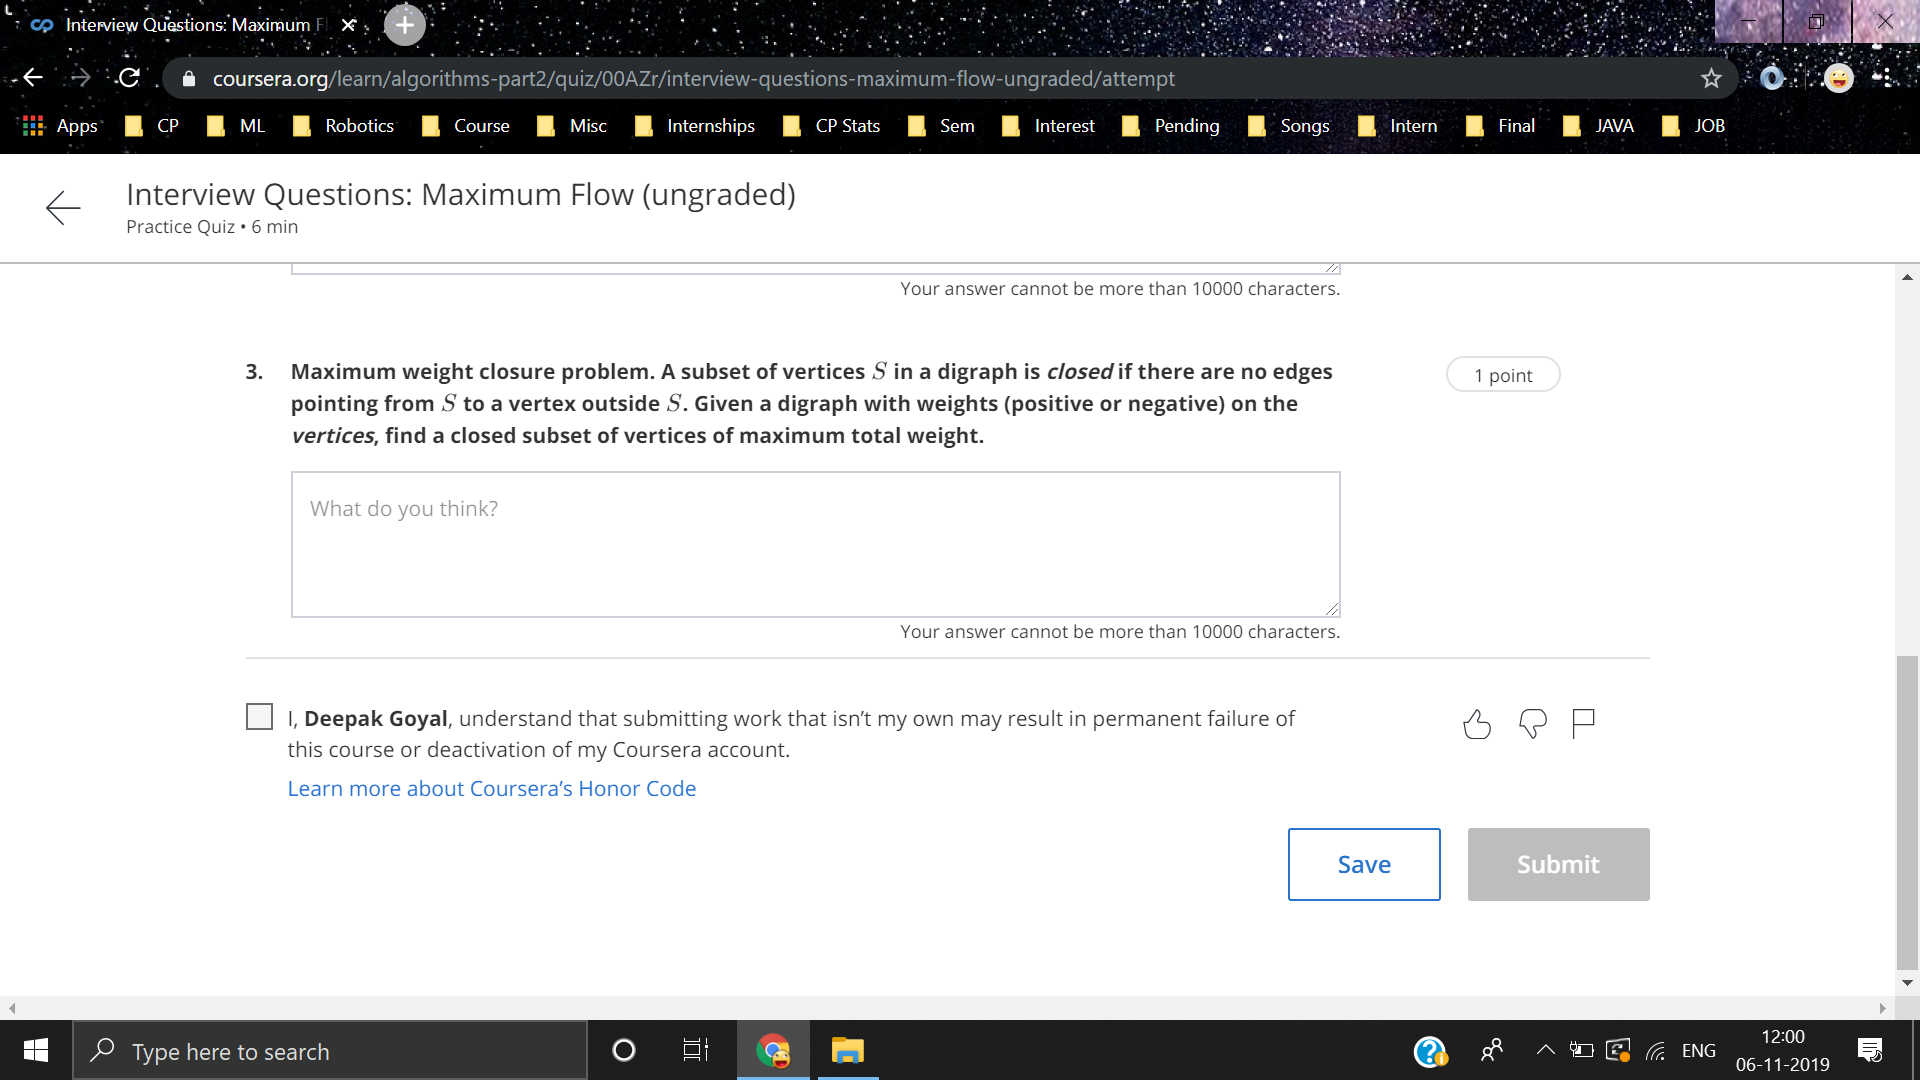 Interview Questions: Maximum Fl
coursera.org/learn/algorithms-part2/quiz/00AZr/interview-questions-maximum-flow-ungraded/attempt
Apps CP ML Robotics Course Misc Internships CP Stats Sem Interest Pending Songs Intern Final JAVA JOB
Interview Questions: Maximum Flow (ungraded)
Practice Quiz • 6 min
Your answer cannot be more than 10000 characters.
3. Maximum weight closure problem. A subset of vertices S in a digraph is closed if there are no edges
1 point
pointing from S to a vertex outside S. Given a digraph with weights (positive or negative) on the
vertices, find a closed subset of vertices of maximum total weight.
What do you think?
Your answer cannot be more than 10000 characters.
I, Deepak Goyal, understand that submitting work that isn't my own may result in permanent failure of
this course or deactivation of my Coursera account.
Learn more about Coursera's Honor Code
Save
Submit
Type here to search
ENG
12:00
06-11-2019